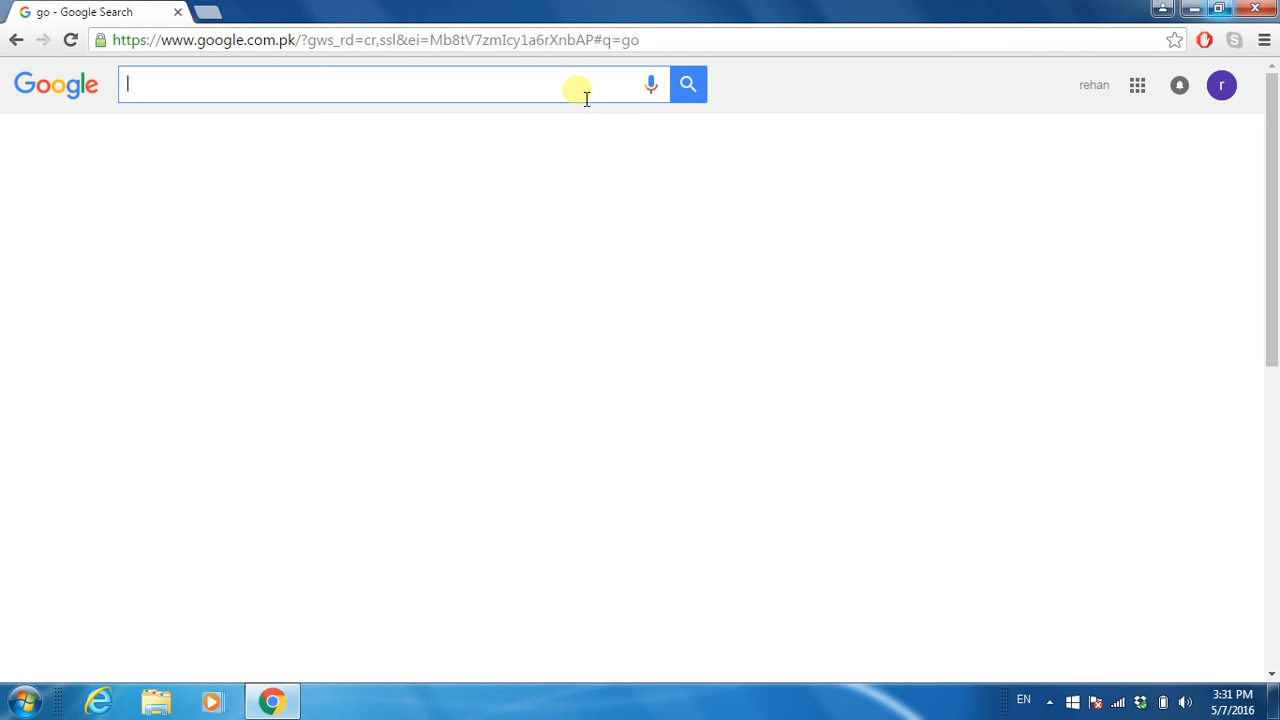 go - Google Search
https://www.google.com.pk/?gws_rd=cr,ssl&ei=Mb8tV7zmIcy1a6rXnbAP#q=go
Google
rehan
r
EN
3:31 PM
5/7/2016